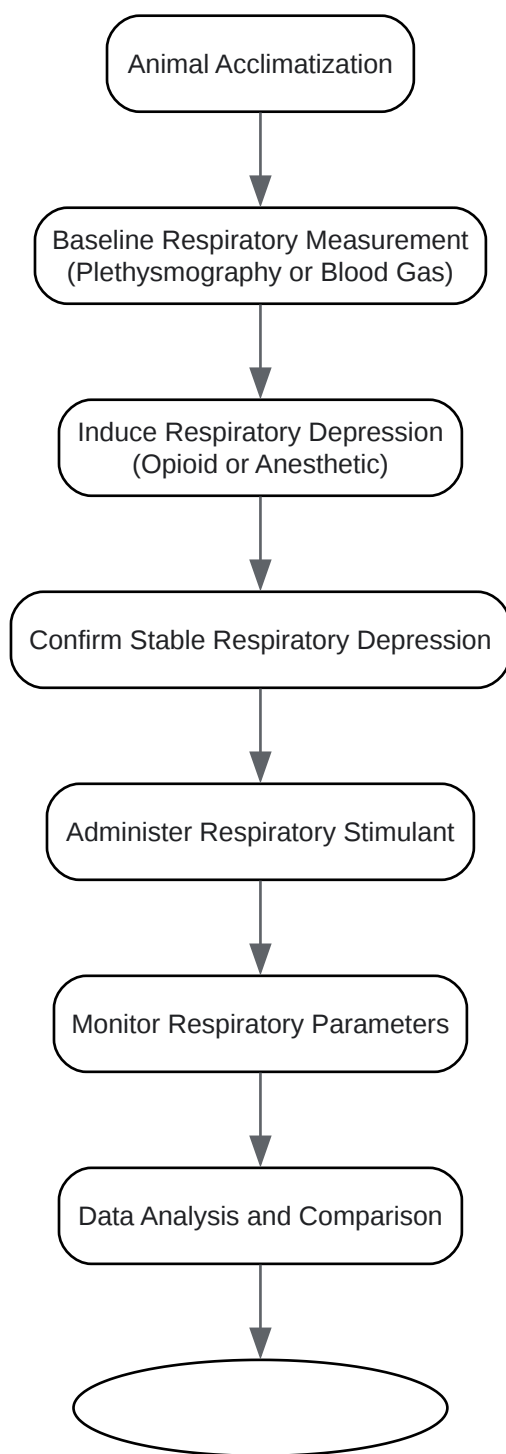 Animal Acclimatization
Baseline Respiratory Measurement
(Plethysmography or Blood Gas)
Induce Respiratory Depression
(Opioid or Anesthetic)
Confirm Stable Respiratory Depression
Administer Respiratory Stimulant
Monitor Respiratory Parameters
Data Analysis and Comparison